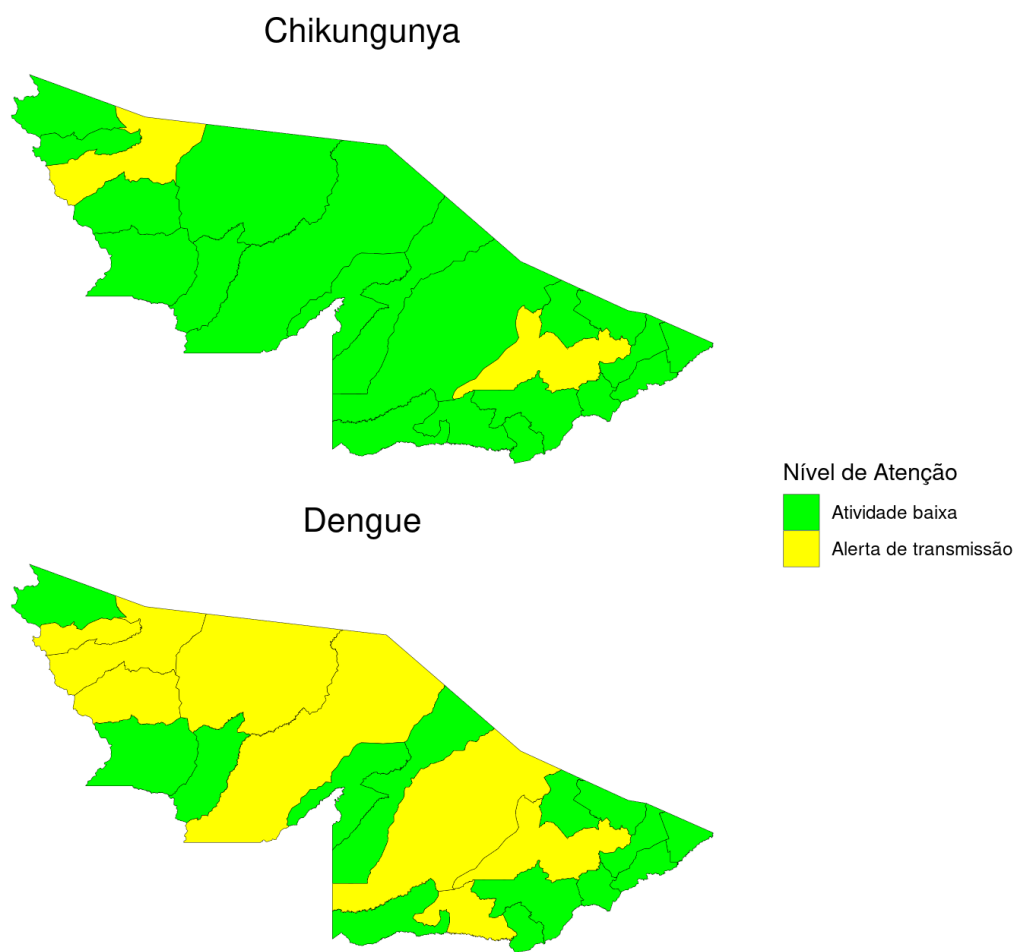 Chikungunya
Nível de Atenção
Atividade baixa
Alerta de transmissão
Dengue